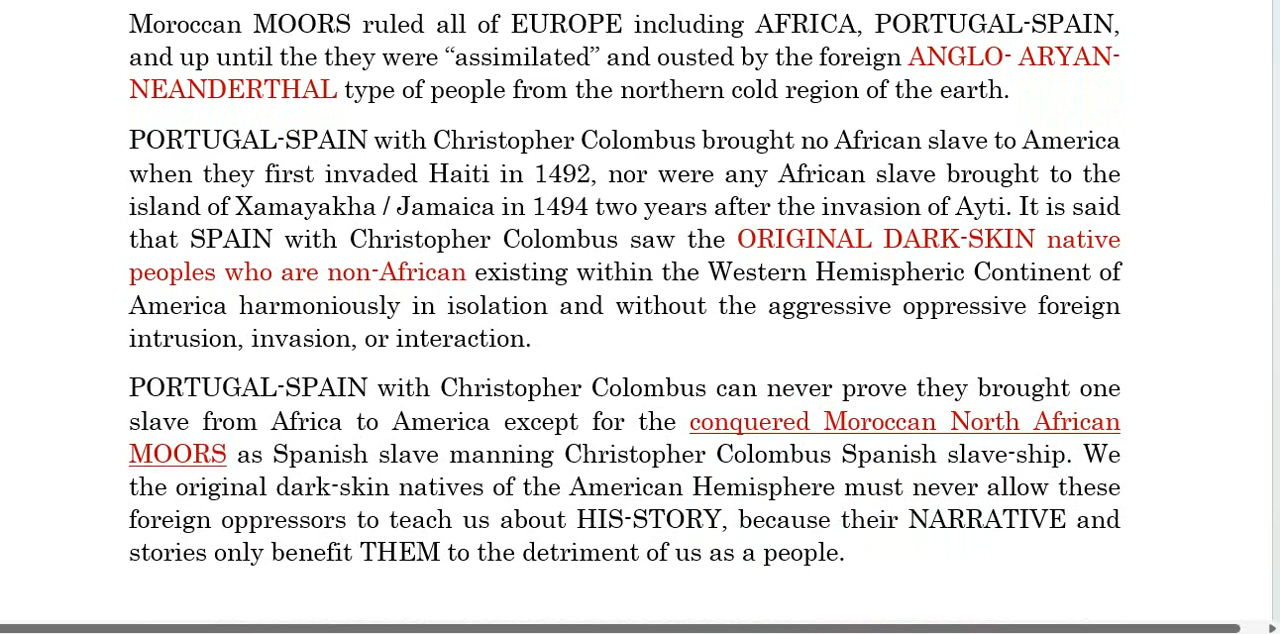 Moroccan MOORS ruled all of EUROPE including AFRICA, PORTUGAL-SPAIN,
and up until the they were “assimilated” and ousted by the foreign ANGLO- ARYAN-
NEANDERTHAL type of people from the northern cold region of the earth.
PORTUGAL-SPAIN with Christopher Colombus brought no African slave to America
when they first invaded Haiti in 1492, nor were any African slave brought to the
island of Xamayakha / Jamaica in 1494 two years after the invasion of Ayti. It is said
that SPAIN with Christopher Colombus saw the ORIGINAL DARK-SKIN native
peoples who are non-African existing within the Western Hemispheric Continent of
America harmoniously in isolation and without the aggressive oppressive foreign
intrusion, invasion, or interaction.
PORTUGAL-SPAIN with Christopher Colombus can never prove they brought one
slave from Africa to America except for the conquered Moroccan North African
MOORS as Spanish slave manning Christopher Colombus Spanish slave-ship. We
the original dark-skin natives of the American Hemisphere must never allow these
foreign oppressors to teach us about HIS-STORY, because their NARRATIVE and
stories only benefit THEM to the detriment of us as a people.